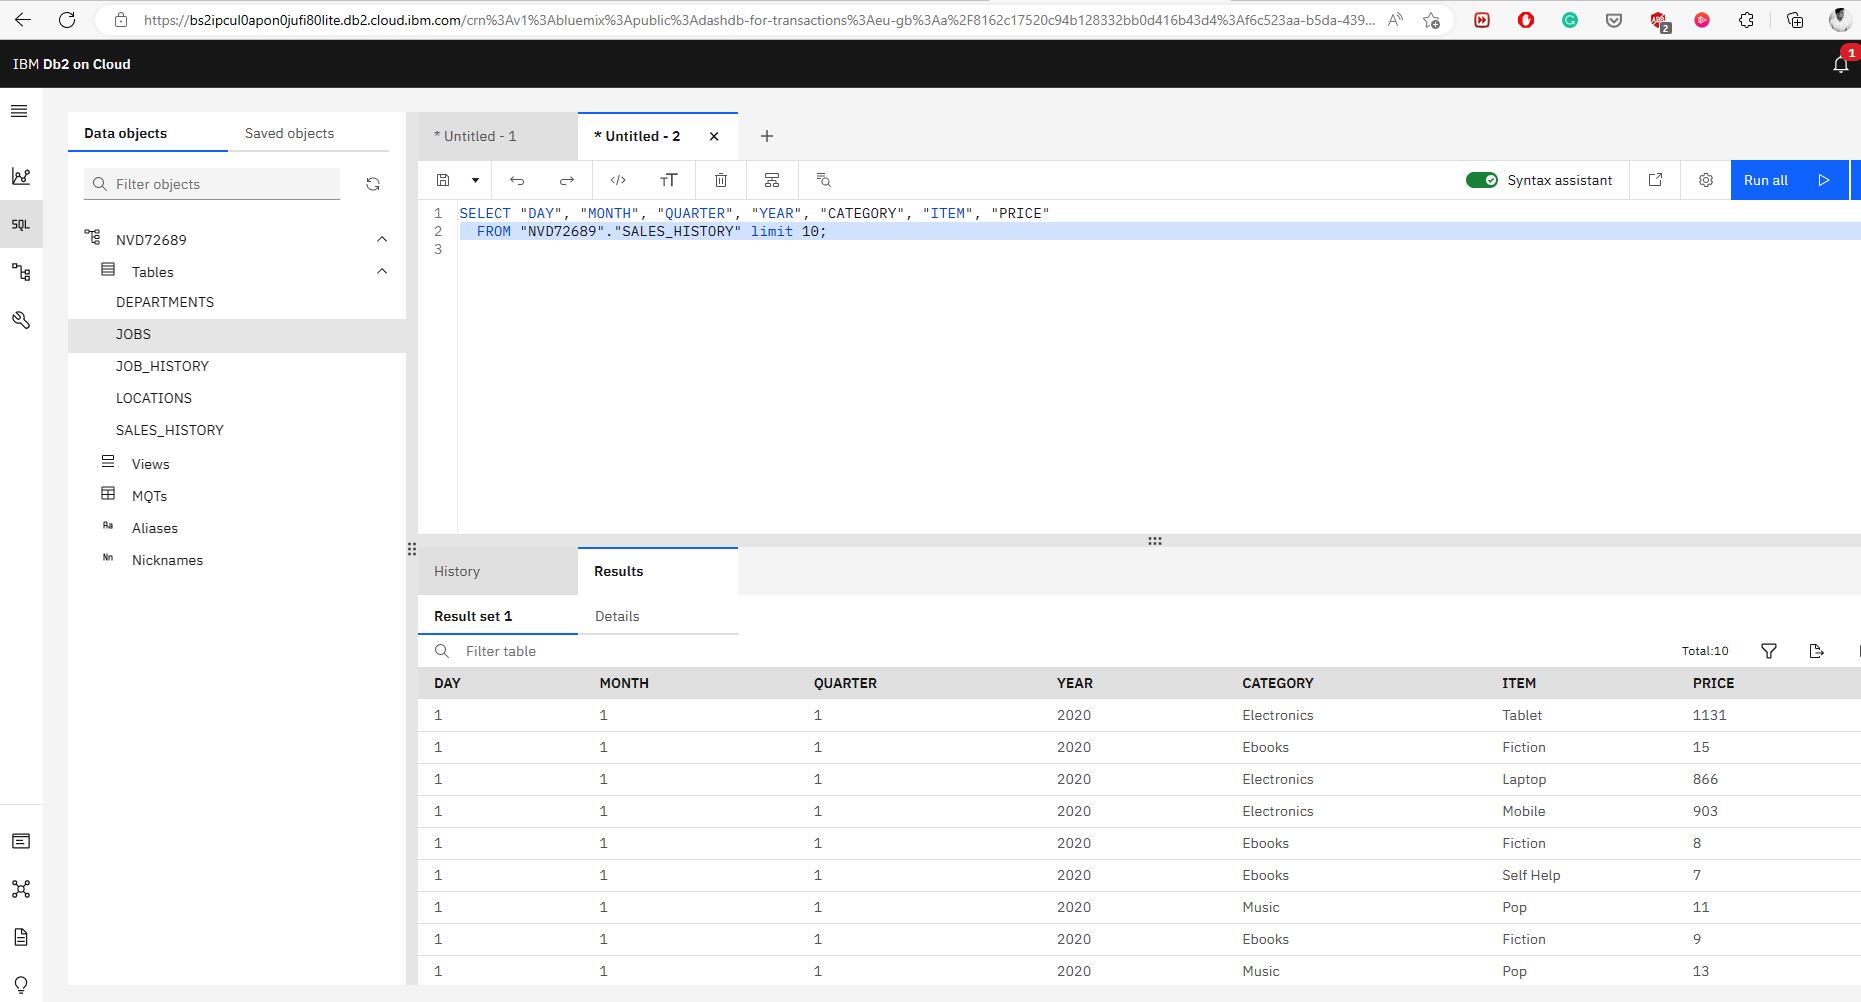 https://bs2ipcul0apon0jufi80lite.db2.cloud.ibm.com/crn%3Av1%3Abluemix%3Apublic%3Adashdb-for-transactions%3Aeu-gb%3Aa%2F8162c17520c94b128332bb0d416b43d4%3Af6c523aa-b5da-439...
2
IBM Db2 on Cloud
1
Data objects Saved objects
Filter objects
SQL
NVD72689
Tables
DEPARTMENTS
JOBS
JOB_HISTORY
LOCATIONS
SALES_HISTORY
Views
MQTs
Aa Aliases
Nn Nicknames
* Untitled - 1 * Untitled - 2
Syntax assistant Run all
1 SELECT "DAY", "MONTH", "QUARTER", "YEAR", "CATEGORY", "ITEM", "PRICE"
2 FROM "NVD72689"."SALES_HISTORY" limit 10;
3
History Results
Result set 1 Details
Filter table Total:10
DAY MONTH QUARTER YEAR CATEGORY ITEM PRICE
1 1 1 2020 Electronics Tablet 1131
1 1 1 2020 Ebooks Fiction 15
1 1 1 2020 Electronics Laptop 866
1 1 1 2020 Electronics Mobile 903
1 1 1 2020 Ebooks Fiction 8
1 1 1 2020 Ebooks Self Help 7
1 1 1 2020 Music Pop 11
1 1 1 2020 Ebooks Fiction 9
1 1 1 2020 Music Pop 13